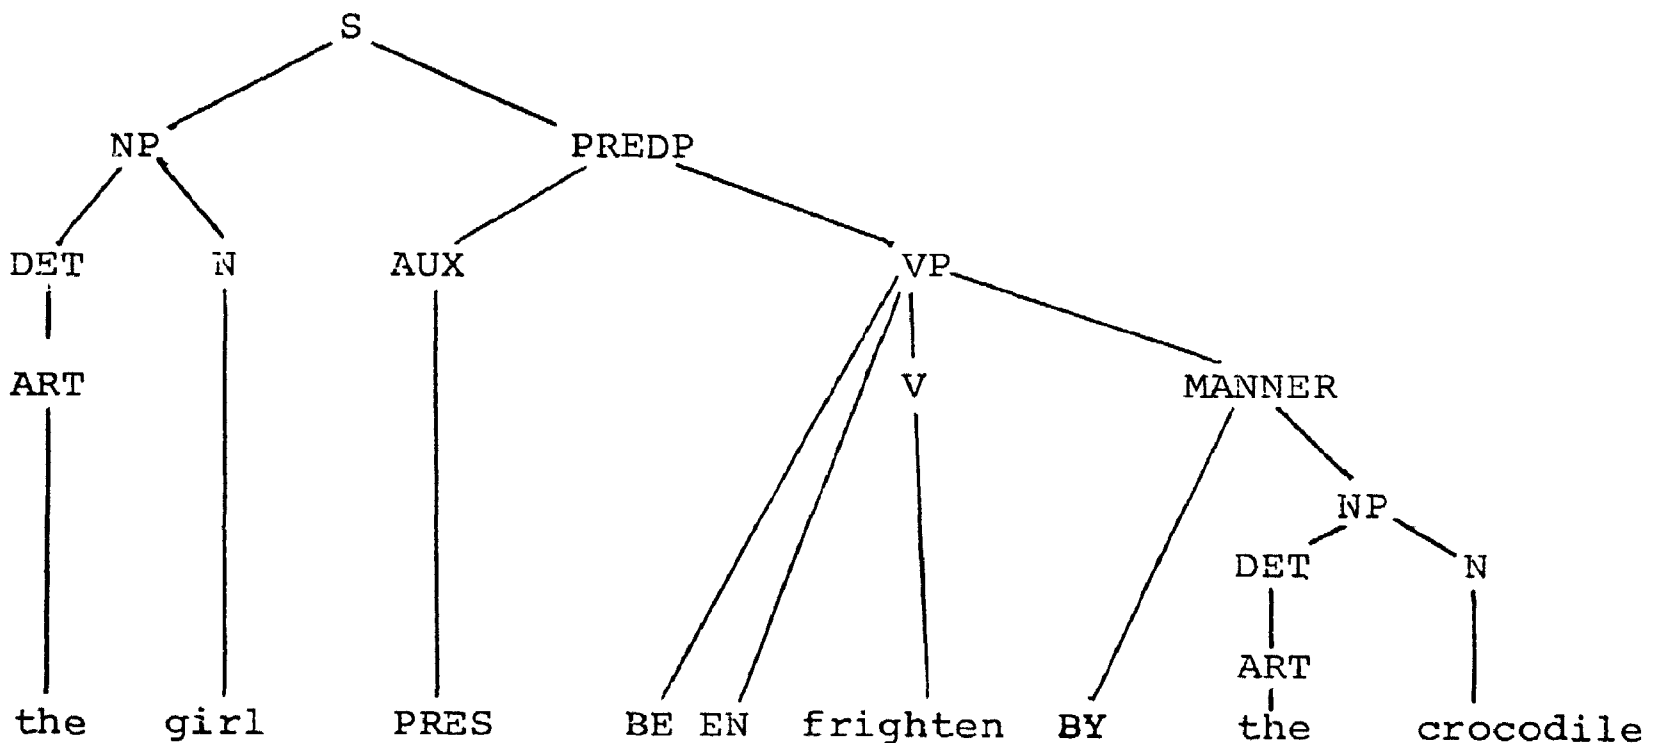 S
NP PREDP
DET N AUX VP
ART V MANNER
NP
DET N
ART
the girl PRES BE EN frighten BY the crocodile